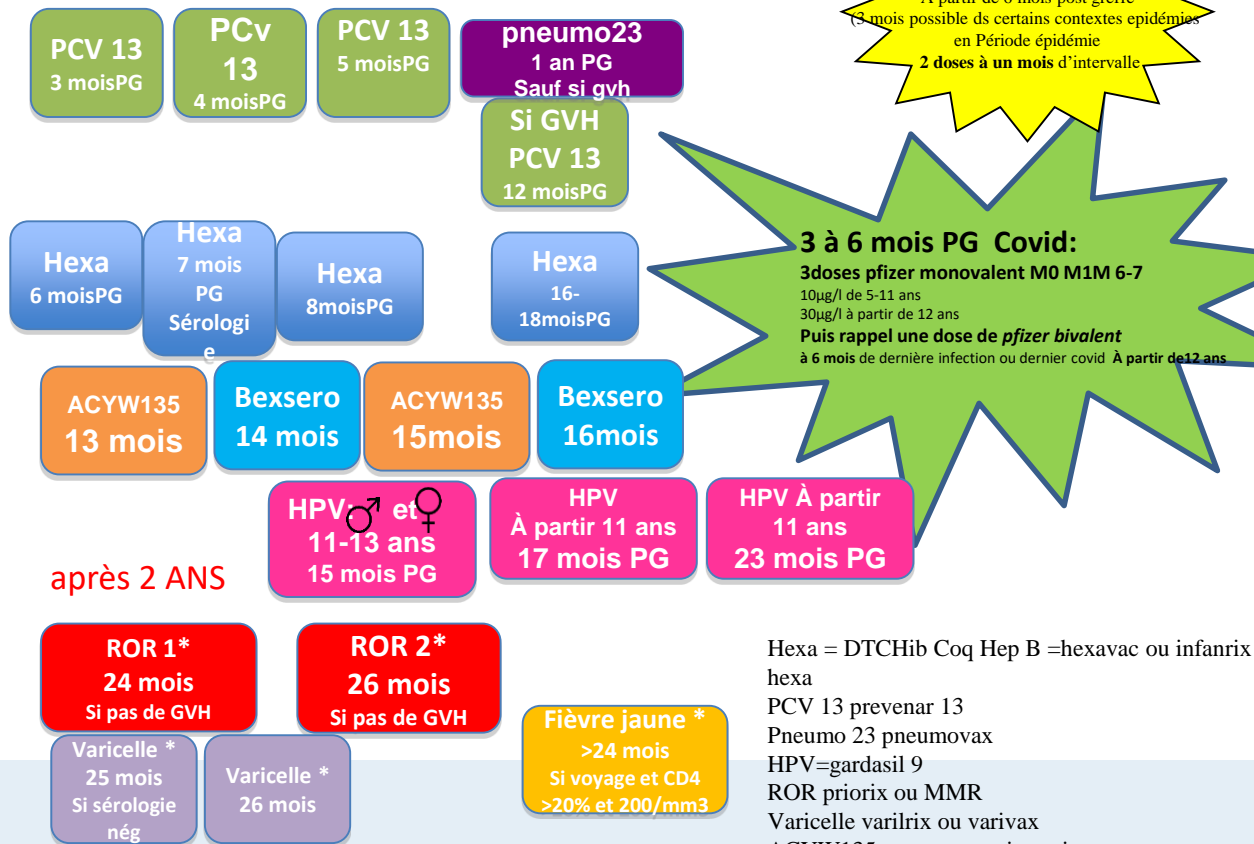 PCV 13
3 moisPG
PCv
13
4 moisPG
PCV 13
5 moisPG
pneumo23
1 an PG
Sauf si gvh
Si GVH
PCV 13
12 moisPG
A partir de 6 mois post greffe
(3 mois possible ds certains contextes epidémies
en Période épidémie
2 doses à un mois d'intervalle
3 à 6 mois PG Covid:
3doses pfizer monovalent M0 M1M 6-7
10µg/l de 5-11 ans
30µg/l à partir de 12 ans
Puis rappel une dose de pfizer bivalent
à 6 mois de dernière infection ou dernier covid À partir de12 ans
Hexa
6 moisPG
Hexa
7 mois
PG
Sérologi
e
Hexa
8moisPG
Hexa
16-
18moisPG
ACYW135
13 mois
Bexsero
14 mois
ACYW135
15mois
Bexsero
16mois
HPV: ♂ et♀
11-13 ans
15 mois PG
HPV
À partir 11 ans
17 mois PG
HPV À partir
11 ans
23 mois PG
après 2 ANS
ROR 1*
24 mois
Si pas de GVH
ROR 2*
26 mois
Si pas de GVH
Varicelle *
25 mois
Si sérologie
nég
Varicelle *
26 mois
Fièvre jaune *
>24 mois
Si voyage et CD4
>20% et 200/mm3
Hexa = DTCHib Coq Hep B =hexavac ou infanrix
hexa
PCV 13 prevenar 13
Pneumo 23 pneumovax
HPV=gardasil 9
ROR priorix ou MMR
Varicelle varilrix ou varivax